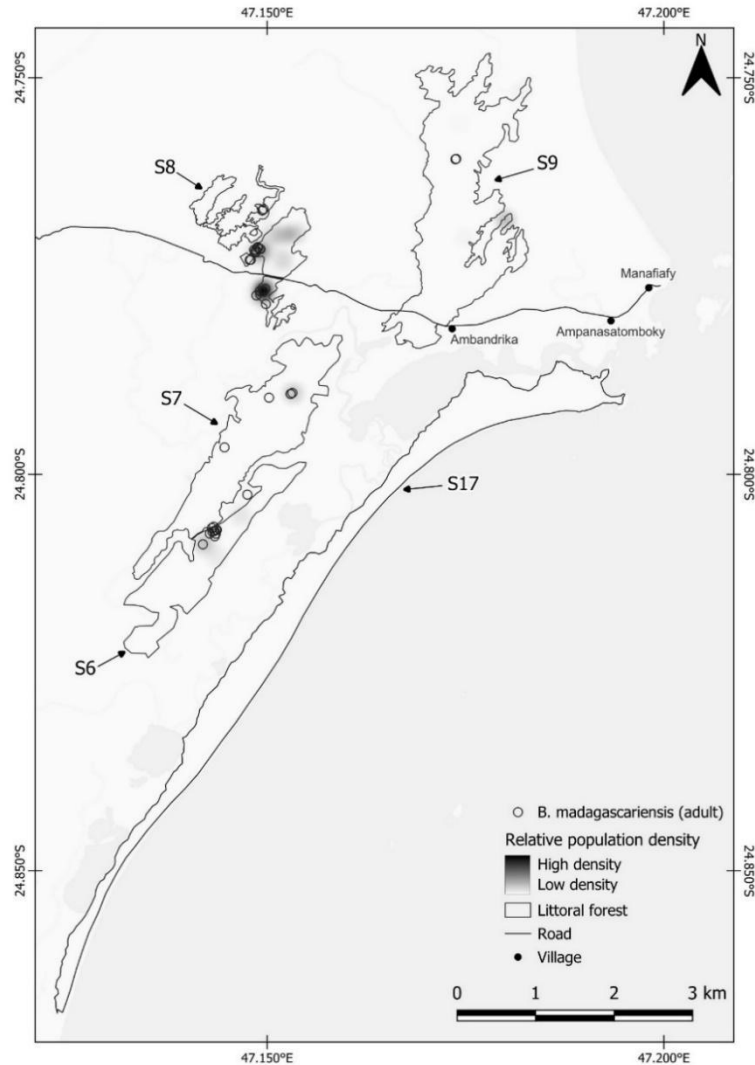 47.150°E
47.200°E
24.750°S
24.750°S
N
S8
S9
Manafiafy
Ambandrika
Ampanasatomboky
S7
24.800°S
24.800°S
S17
S6
B. madagascariensis (adult)
Relative population density
High density
Low density
Littoral forest
Road
Village
24.850°S
24.850°S
0 1 2 3 km
47.150°E
47.200°E